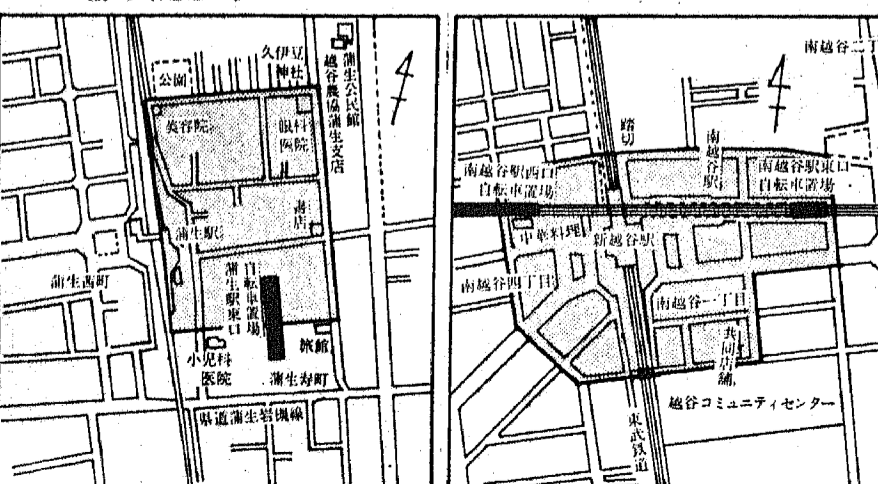 久伊豆
神社
公園
蒲生公民館
越谷農協蒲生支店
美容院
眼科
医院
書店
蒲生駅
蒲生西町
自転車置場
蒲生駅東口
旅館
小児科
医院
蒲生寿町
県道蒲生岩槻線
南越谷二丁
踏切
南越谷駅
南越谷駅西口
自転車置場
南越谷駅東口
自転車置場
中華料理
新越谷駅
南越谷四丁目
南越谷一丁目
共同店舗
越谷コミュニティセンター
東武鉄道